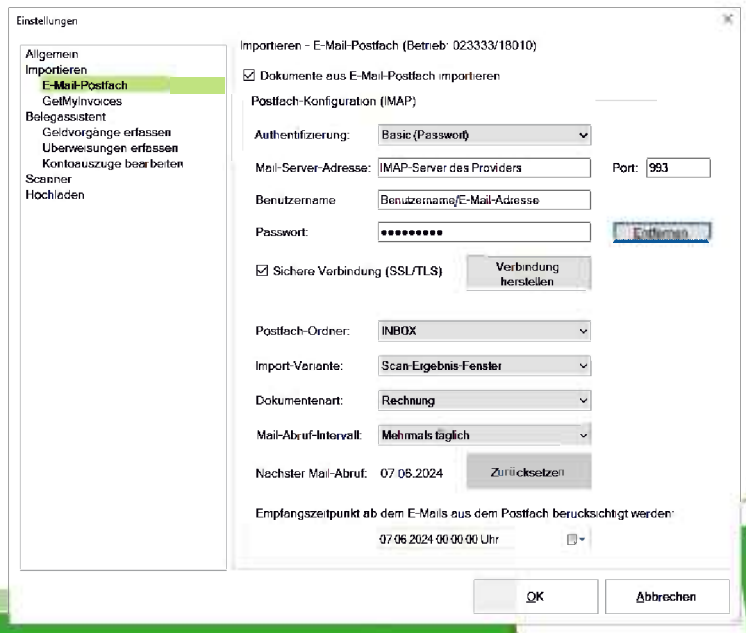 Einstellungen
Allgemein
Importieren
E-Mail-Postfach
GetMyInvoices
Belegassistent
Geldvorgänge erfassen
Überweisungen erfassen
Kontoauszüge bearbeiten
Scanner
Hochladen
Importieren - E-Mail-Postfach (Betrieb: 023333/18010)
Dokumente aus E-Mail-Postfach importieren
Postfach-Konfiguration (IMAP)
Authentifizierung: Basic (Passwort)
Mail-Server-Adresse: IMAP-Server des Providers Port: 993
Benutzername Benutzername/E-Mail-Adresse
Passwort: ●●●●●●●●● Entfernen
Sichere Verbindung (SSL/TLS) Verbindung
herstellen
Postfach-Ordner: INBOX
Import-Variante: Scan-Ergebnis-Fenster
Dokumentenart: Rechnung
Mail-Abruf-Intervall: Mehrmals täglich
Nächster Mail-Abruf: 07.06.2024 Zurücksetzen
Empfangszeitpunkt ab dem E-Mails aus dem Postfach berücksichtigt werden:
07.06.2024 00:00:00 Uhr
OK Abbrechen